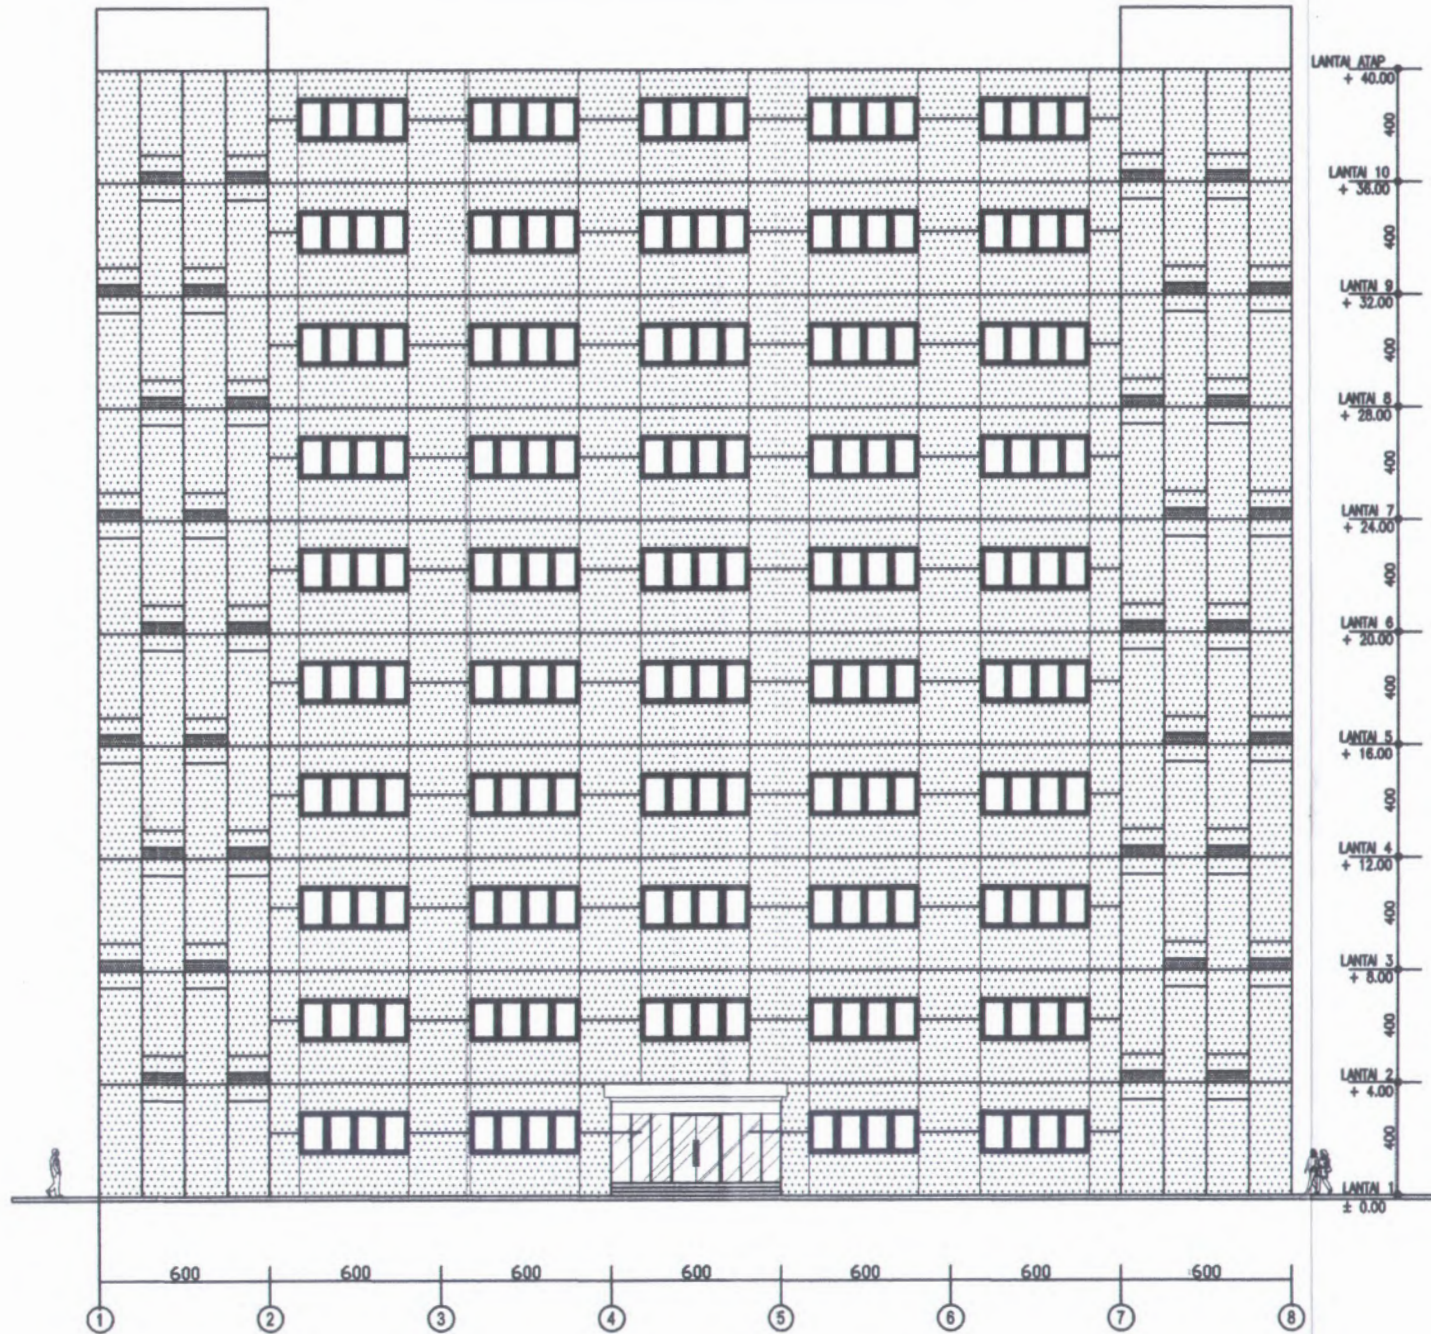 LANTAI ATAP
+ 40.00
400
LANTAI 10
+ 36.00
400
LANTAI 9
+ 32.00
400
LANTAI 8
+ 28.00
400
LANTAI 7
+ 24.00
400
LANTAI 6
+ 20.00
400
LANTAI 5
+ 16.00
400
LANTAI 4
+ 12.00
400
LANTAI 3
+ 8.00
400
LANTAI 2
+ 4.00
400
LANTAI 1
± 0.00
600 600 600 600 600 600 600
1 2 3 4 5 6 7 8